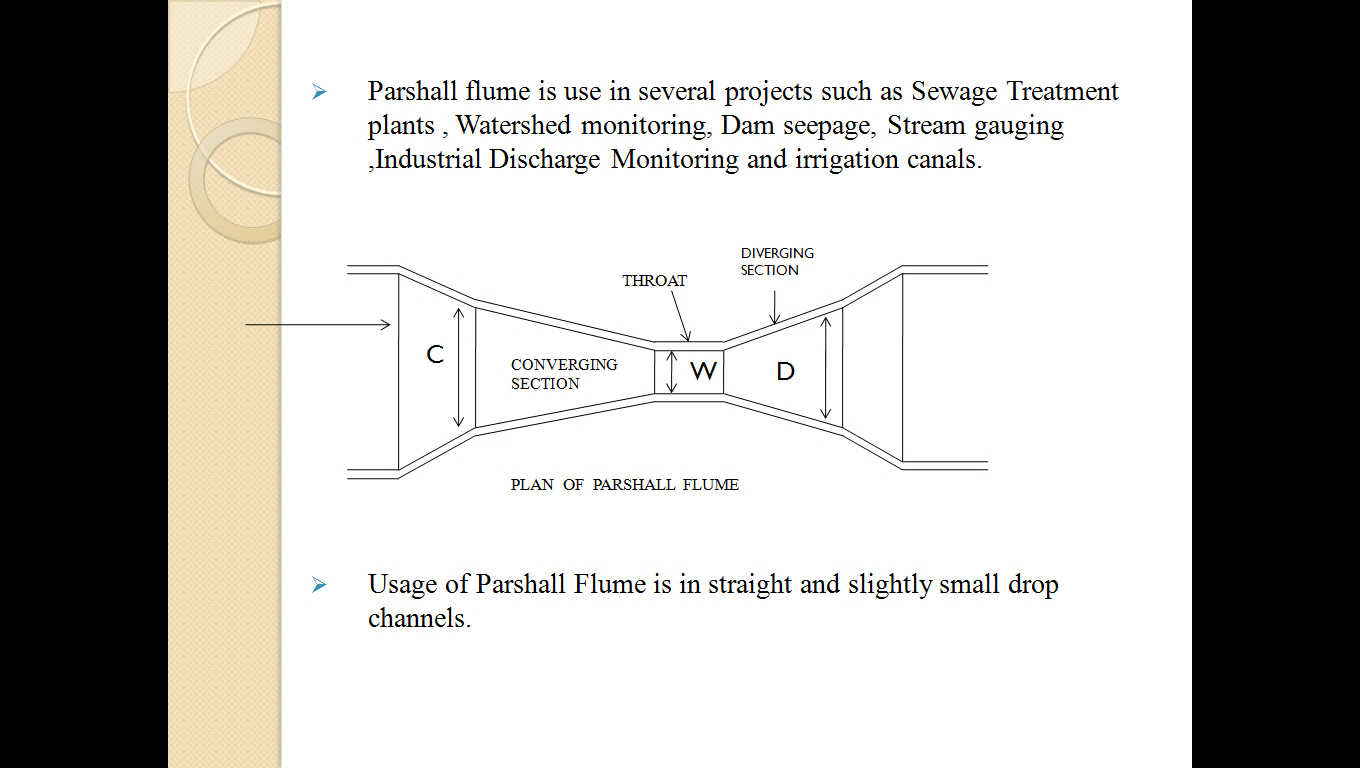 Parshall flume is use in several projects such as Sewage Treatment
plants , Watershed monitoring, Dam seepage, Stream gauging
,Industrial Discharge Monitoring and irrigation canals.
DIVERGING
SECTION
THROAT
C
CONVERGING
SECTION
W
D
PLAN OF PARSHALL FLUME
Usage of Parshall Flume is in straight and slightly small drop
channels.